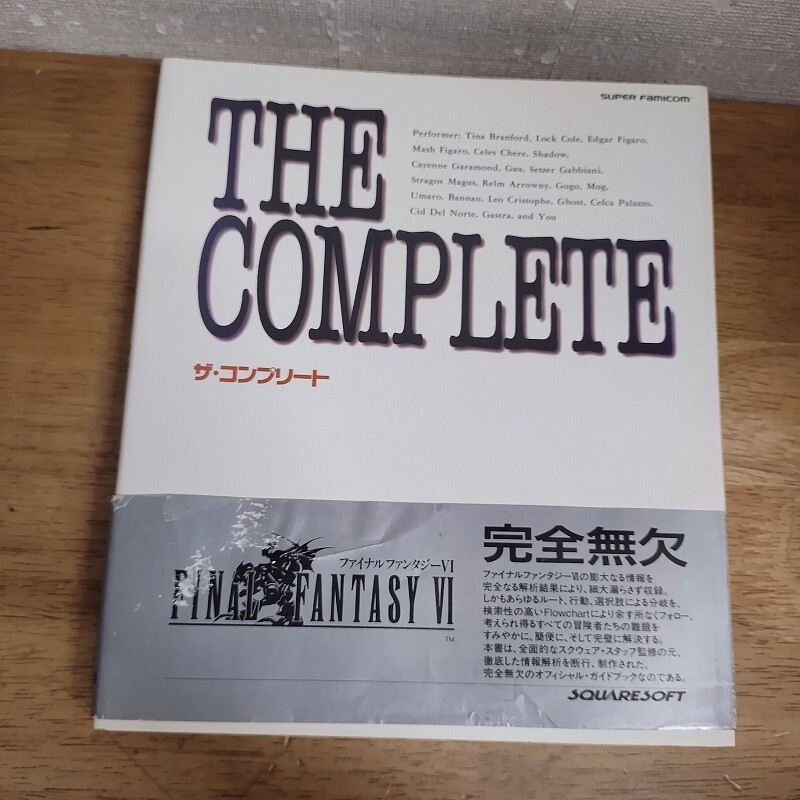 SUPER FAMICOM
THE
COMPLETE
Performer: Tina Branford, Lock Cole, Edgar Figaro,
Mash Figaro, Celes Chere, Shadow,
Cayenne Garamond, Gau, Setzer Gabbiani,
Stragos Magus, Relm Arrowny, Gogo, Mog,
Umaro, Bannan, Leo Cristophe, Ghost, Cefca Palazzo,
Cid Del Norte, Gastra, and You
ザ・コンプリート
ファイナルファンタジーVI
FINAL FANTASY VI
TM
完全無欠
ファイナルファンタジーVIの膨大なる情報を
完全なる解析結果により、細大漏らさず収録。
しかもあらゆるルート、行動、選択肢による分岐を、
検索性の高いFlowchartにより余す所なくフォロー、
考えられ得るすべての冒険者たちの難題を
すみやかに、簡便に、そして完璧に解決する。
本書は、全面的なスクウェア・スタッフ監修の元、
徹底した情報解析を断行、制作された、
完全無欠のオフィシャル・ガイドブックなのである。
SQUARESOFT